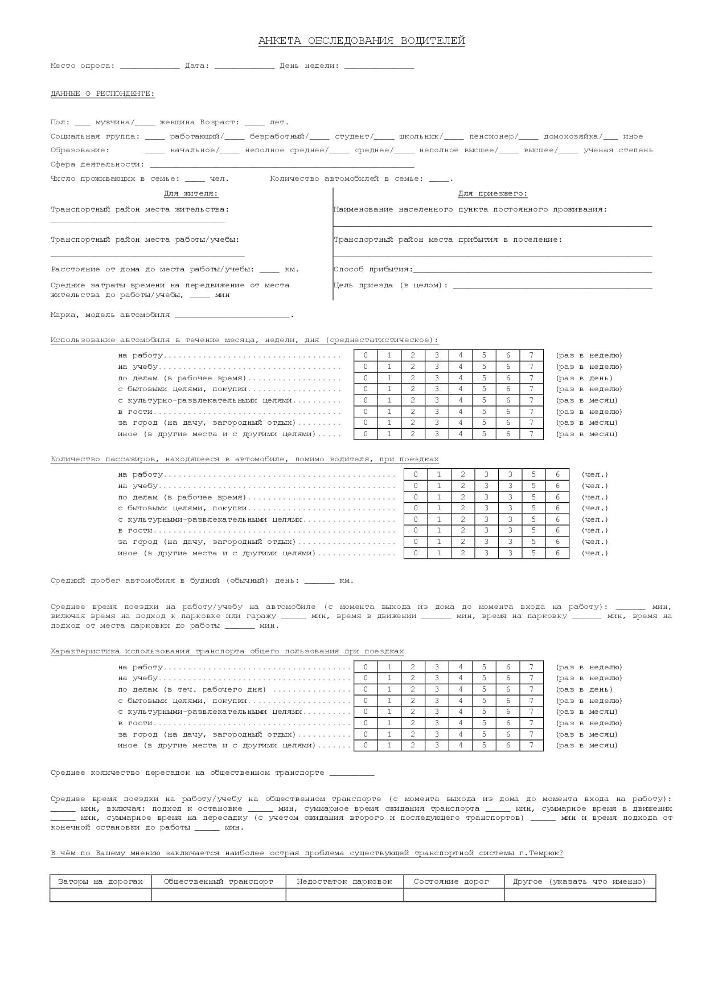 АНКЕТА ОБСЛЕДОВАНИЯ ВОДИТЕЛЕЙ
Место опроса: ____________ Дата: ____________ День недели: ______________
ДАННЫЕ О РЕСПОНДЕНТЕ:
Пол: ___ мужчина/____ женщина Возраст: ____ лет.
Социальная группа: ____ работающий/____ безработный/____ студент/____ школьник/____ пенсионер/____ домохозяйка/___ иное
Образование: ____ начальное/____ неполное среднее/____ среднее/____ неполное высшее/____ высшее/____ ученая степень
Сфера деятельности: _____________________________________________________
Число проживающих в семье: ____ чел. Количество автомобилей в семье: ____.
Для жителя:
Транспортный район места жительства:
___________________________________
Транспортный район места работы/учебы:
_______________________________________
Расстояние от дома до места работы/учебы: ____ км.
Средние затраты времени на передвижение от места
жительства до работы/учебы, ____ мин
Для приезжего:
Наименование населенного пункта постоянного проживания:
________________________________________________________________
Транспортный район места прибытия в поселение:
________________________________________________________________
Способ прибытия:________________________________________________
Цель приезда (в целом): ________________________________________
Марка, модель автомобиля _______________________.
Использование автомобиля в течение месяца, недели, дня (среднестатистическое):
на работу.................................... 0 1 2 3 4 5 6 7 (раз в неделю)
на учебу..................................... 0 1 2 3 4 5 6 7 (раз в неделю)
по делам (в рабочее время)................... 0 1 2 3 4 5 6 7 (раз в день)
с бытовыми целями, покупки................... 0 1 2 3 4 5 6 7 (раз в неделю)
с культурно-развлекательными целями.......... 0 1 2 3 4 5 6 7 (раз в месяц)
в гости...................................... 0 1 2 3 4 5 6 7 (раз в неделю)
за город (на дачу, загородный отдых)......... 0 1 2 3 4 5 6 7 (раз в месяц)
иное (в другие места и с другими целями)..... 0 1 2 3 4 5 6 7 (раз в месяц)
Количество пассажиров, находящееся в автомобиле, помимо водителя, при поездках
на работу............................................... 0 1 2 3 3 5 6 (чел.)
на учебу................................................ 0 1 2 3 3 5 6 (чел.)
по делам (в рабочее время).............................. 0 1 2 3 3 5 6 (чел.)
с бытовыми целями, покупки.............................. 0 1 2 3 3 5 6 (чел.)
с культурными-развлекательными целями................... 0 1 2 3 3 5 6 (чел.)
в гости................................................. 0 1 2 3 3 5 6 (чел.)
за город (на дачу, загородный отдых).................... 0 1 2 3 3 5 6 (чел.)
иное (в другие места и с другими целями)................ 0 1 2 3 3 5 6 (чел.)
Средний пробег автомобиля в будний (обычный) день: ______ км.
Среднее время поездки на работу/учебу на автомобиле (с момента выхода из дома до момента входа на работу): ______ мин,
включая время на подход к парковке или гаражу _____ мин, время в движении ______ мин, время на парковку ______ мин, время на
подход от места парковки до работы ______ мин.
Характеристика использования транспорта общего пользования при поездках
на работу...................................... 0 1 2 3 4 5 6 7 (раз в неделю)
на учебу....................................... 0 1 2 3 4 5 6 7 (раз в неделю)
по делам (в теч. рабочего дня) ................ 0 1 2 3 4 5 6 7 (раз в день)
с бытовыми целями, покупки..................... 0 1 2 3 4 5 6 7 (раз в неделю)
с культурными-развлекательными целями.......... 0 1 2 3 4 5 6 7 (раз в месяц)
в гости........................................ 0 1 2 3 4 5 6 7 (раз в неделю)
за город (на дачу, загородный отдых)........... 0 1 2 3 4 5 6 7 (раз в месяц)
иное (в другие места и с другими целями)....... 0 1 2 3 4 5 6 7 (раз в месяц)
Среднее количество пересадок на общественном транспорте _________
Среднее время поездки на работу/учебу на общественном транспорте (с момента выхода из дома до момента входа на работу):
_____ мин, включая: подход к остановке _____ мин, суммарное время ожидания транспорта _____ мин, суммарное время в движении
_____ мин, суммарное время на пересадку (с учетом ожидания второго и последующего транспортов) _____ мин и время подхода от
конечной остановки до работы _____ мин.
В чём по Вашему мнению заключается наиболее острая проблема существующей транспортной системы г.Темрюк?
Заторы на дорогах Общественный транспорт Недостаток парковок Состояние дорог Другое (указать что именно)